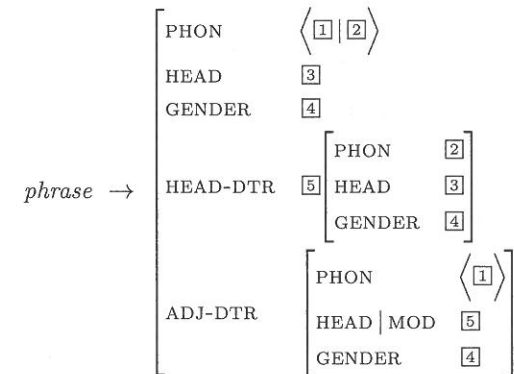 PHON ⟨ 1 | 2 ⟩
HEAD 3
GENDER 4
PHON 2
phrase → HEAD-DTR 5 HEAD 3
GENDER 4
PHON ⟨ 1 ⟩
ADJ-DTR HEAD | MOD 5
GENDER 4